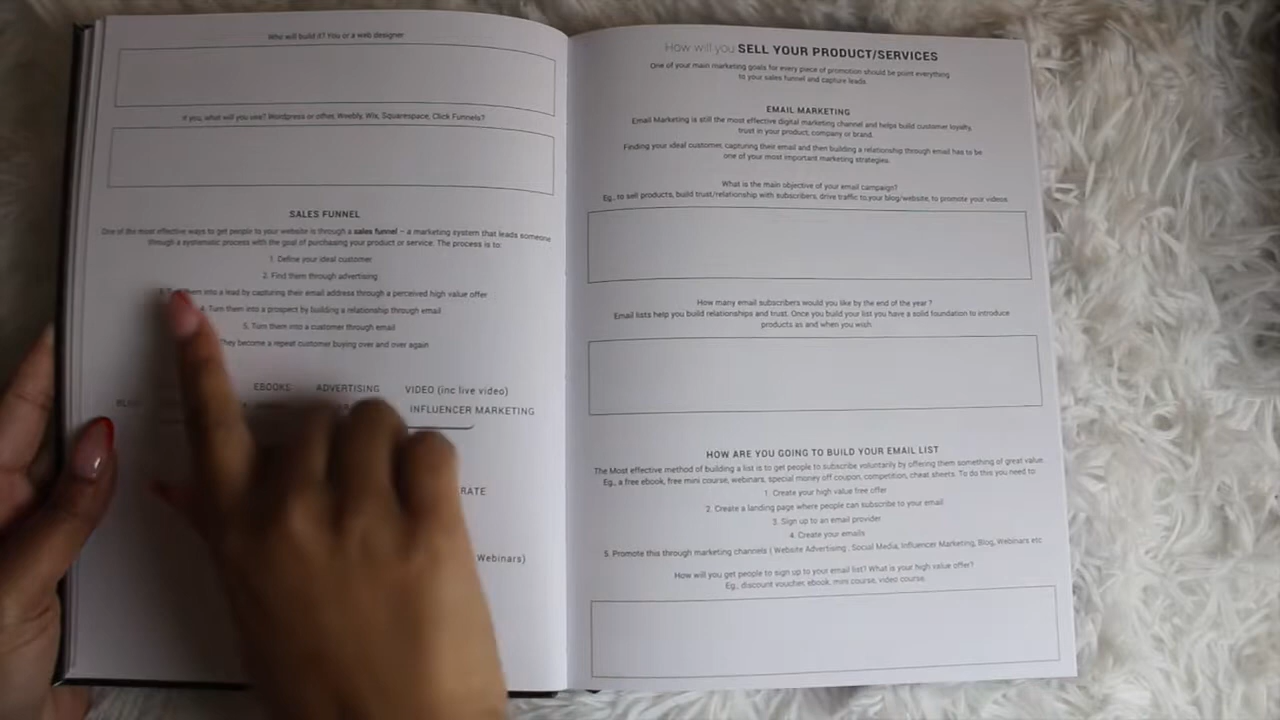 Who will build it? You or a web designer
If you, what will you use? Wordpress or other, Weebly, Wix, Squarespace, Click Funnels?
SALES FUNNEL
One of the most effective ways to get people to your website is through a sales funnel – a marketing system that leads someone
through a systematic process with the goal of purchasing your product or service. The process is to:
1. Define your ideal customer
2. Find them through advertising
them into a lead by capturing their email address through a perceived high value offer
4. Turn them into a prospect by building a relationship through email
5. Turn them into a customer through email
They become a repeat customer buying over and over again
EBOOKS ADVERTISING VIDEO (inc live video)
INFLUENCER MARKETING
Webinars)
How will you SELL YOUR PRODUCT/SERVICES
One of your main marketing goals for every piece of promotion should be point everything
to your sales funnel and capture leads.
EMAIL MARKETING
Email Marketing is still the most effective digital marketing channel and helps build customer loyalty,
trust in your product, company or brand.
Finding your ideal customer, capturing their email and then building a relationship through email has to be
one of your most important marketing strategies.
What is the main objective of your email campaign?
Eg., to sell products, build trust/relationship with subscribers, drive traffic to your blog/website, to promote your videos.
How many email subscribers would you like by the end of the year ?
Email lists help you build relationships and trust. Once you build your list you have a solid foundation to introduce
products as and when you wish.
HOW ARE YOU GOING TO BUILD YOUR EMAIL LIST
The Most effective method of building a list is to get people to subscribe voluntarily by offering them something of great value.
Eg., a free ebook, free mini course, webinars, special money off coupon, competition, cheat sheets. To do this you need to:
1. Create your high value free offer
2. Create a landing page where people can subscribe to your email
3. Sign up to an email provider
4. Create your emails
5. Promote this through marketing channels ( Website Advertising , Social Media, Influencer Marketing, Blog, Webinars etc
How will you get people to sign up to your email list? What is your high value offer?
Eg., discount voucher, ebook, mini course, video course.